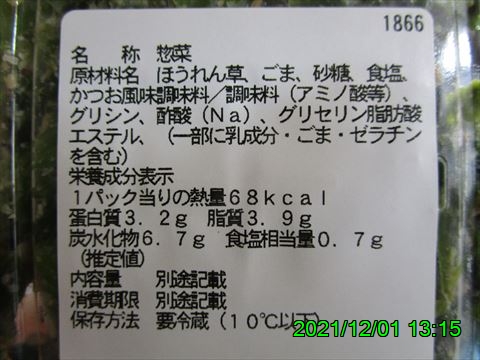 1866
名 称 惣菜
原材料名 ほうれん草、ごま、砂糖、食塩、
かつお風味調味料／調味料（アミノ酸等）、
グリシン、酢酸（Ｎａ）、グリセリン脂肪酸
エステル、（一部に乳成分・ごま・ゼラチン
を含む）
栄養成分表示
１パック当りの熱量６８ｋｃａｌ
蛋白質３．２ｇ 脂質３．９ｇ
炭水化物６．７ｇ 食塩相当量０．７ｇ
（推定値）
内容量 別途記載
消費期限 別途記載
保存方法 要冷蔵（１０℃以下）
2021/12/01 13:15